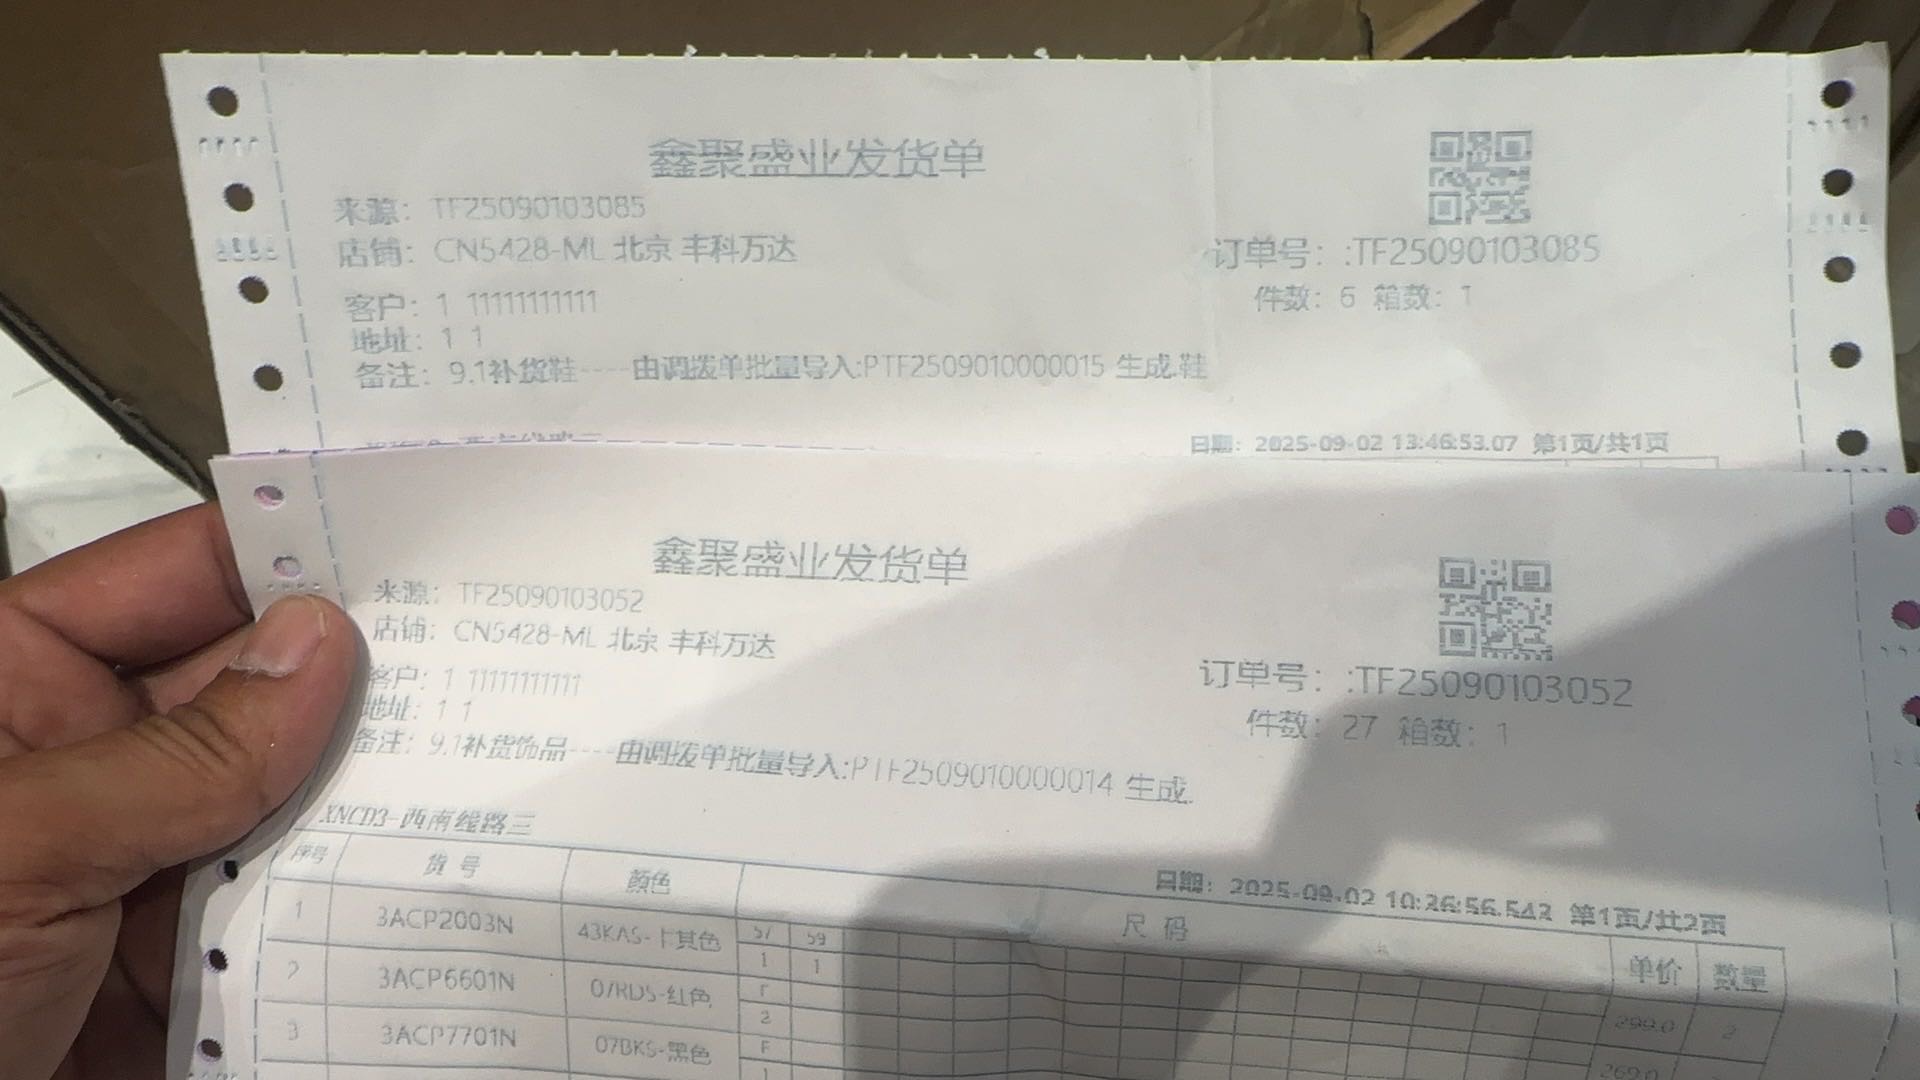 鑫聚盛业发货单
来源：TF25090103085
店铺：CN5428-ML 北京 丰科万达
订单号：:TF25090103085
客户：1 11111111111
件数：6 箱数：1
地址：1 1
备注：9.1补货鞋----由调拨单批量导入:PTF2509010000015 生成.鞋
日期：2025-09-02 13:46:53.07 第1页/共1页
鑫聚盛业发货单
来源：TF25090103052
店铺：CN5428-ML 北京 丰科万达
订单号：:TF25090103052
客户：1 11111111111
件数：27 箱数：1
地址：1 1
备注：9.1补货饰品----由调拨单批量导入:PTF2509010000014 生成.
XNCD3-西南线路三
日期：2025-09-02 10:26:56.543 第1页/共2页
序号 货号 颜色 尺码 单价 数量
1 3ACP2003N 43KAS-卡其色 57 59 299.0 2
1 1
2 3ACP6601N 07RDS-红色 F 269.0
2
3 3ACP7701N 07BKS-黑色 F
1